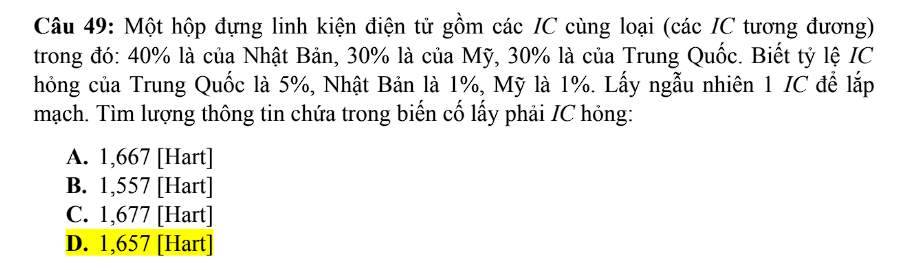 Câu 49: Một hộp đựng linh kiện điện tử gồm các IC cùng loại (các IC tương đương)
trong đó: 40% là của Nhật Bản, 30% là của Mỹ, 30% là của Trung Quốc. Biết tỷ lệ IC
hỏng của Trung Quốc là 5%, Nhật Bản là 1%, Mỹ là 1%. Lấy ngẫu nhiên 1 IC để lắp
mạch. Tìm lượng thông tin chứa trong biến cố lấy phải IC hỏng:
A. 1,667 [Hart]
B. 1,557 [Hart]
C. 1,677 [Hart]
D. 1,657 [Hart]